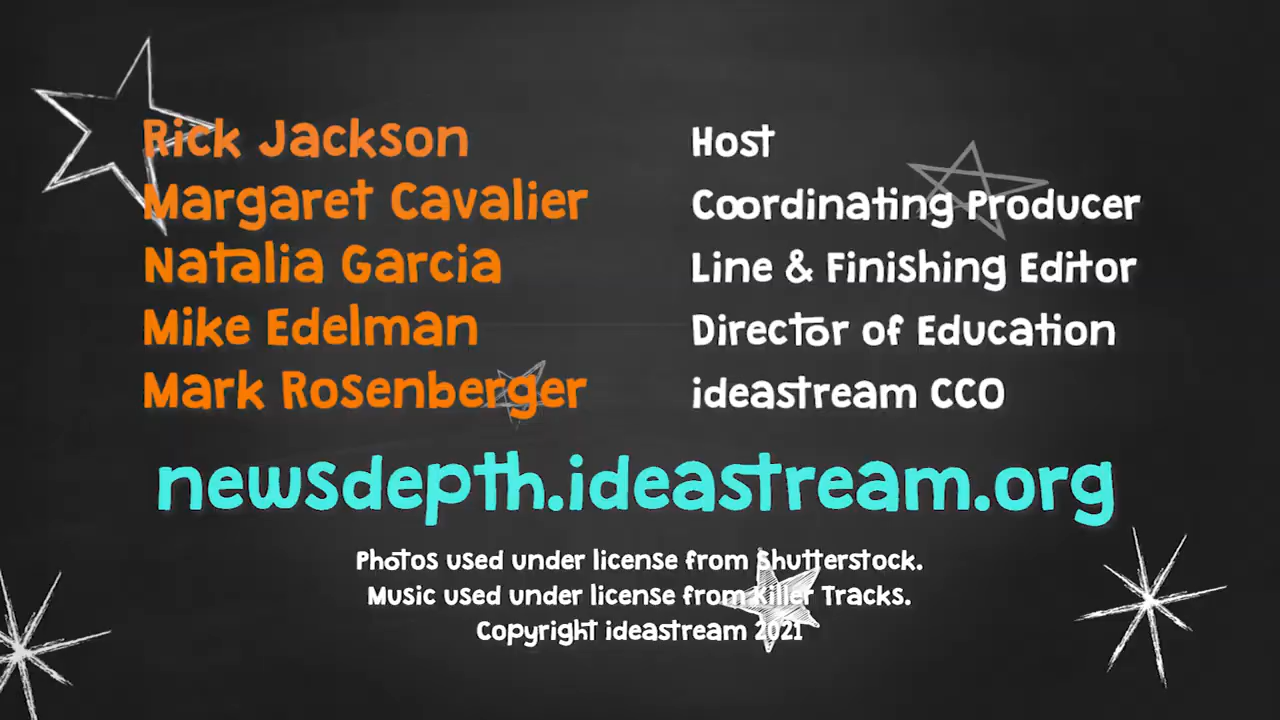 Rick Jackson Host
Margaret Cavalier Coordinating Producer
Natalia Garcia Line & Finishing Editor
Mike Edelman Director of Education
Mark Rosenberger ideastream CCO
newsdepth.ideastream.org
Photos used under license from Shutterstock.
Music used under license from Killer Tracks.
Copyright ideastream 2021